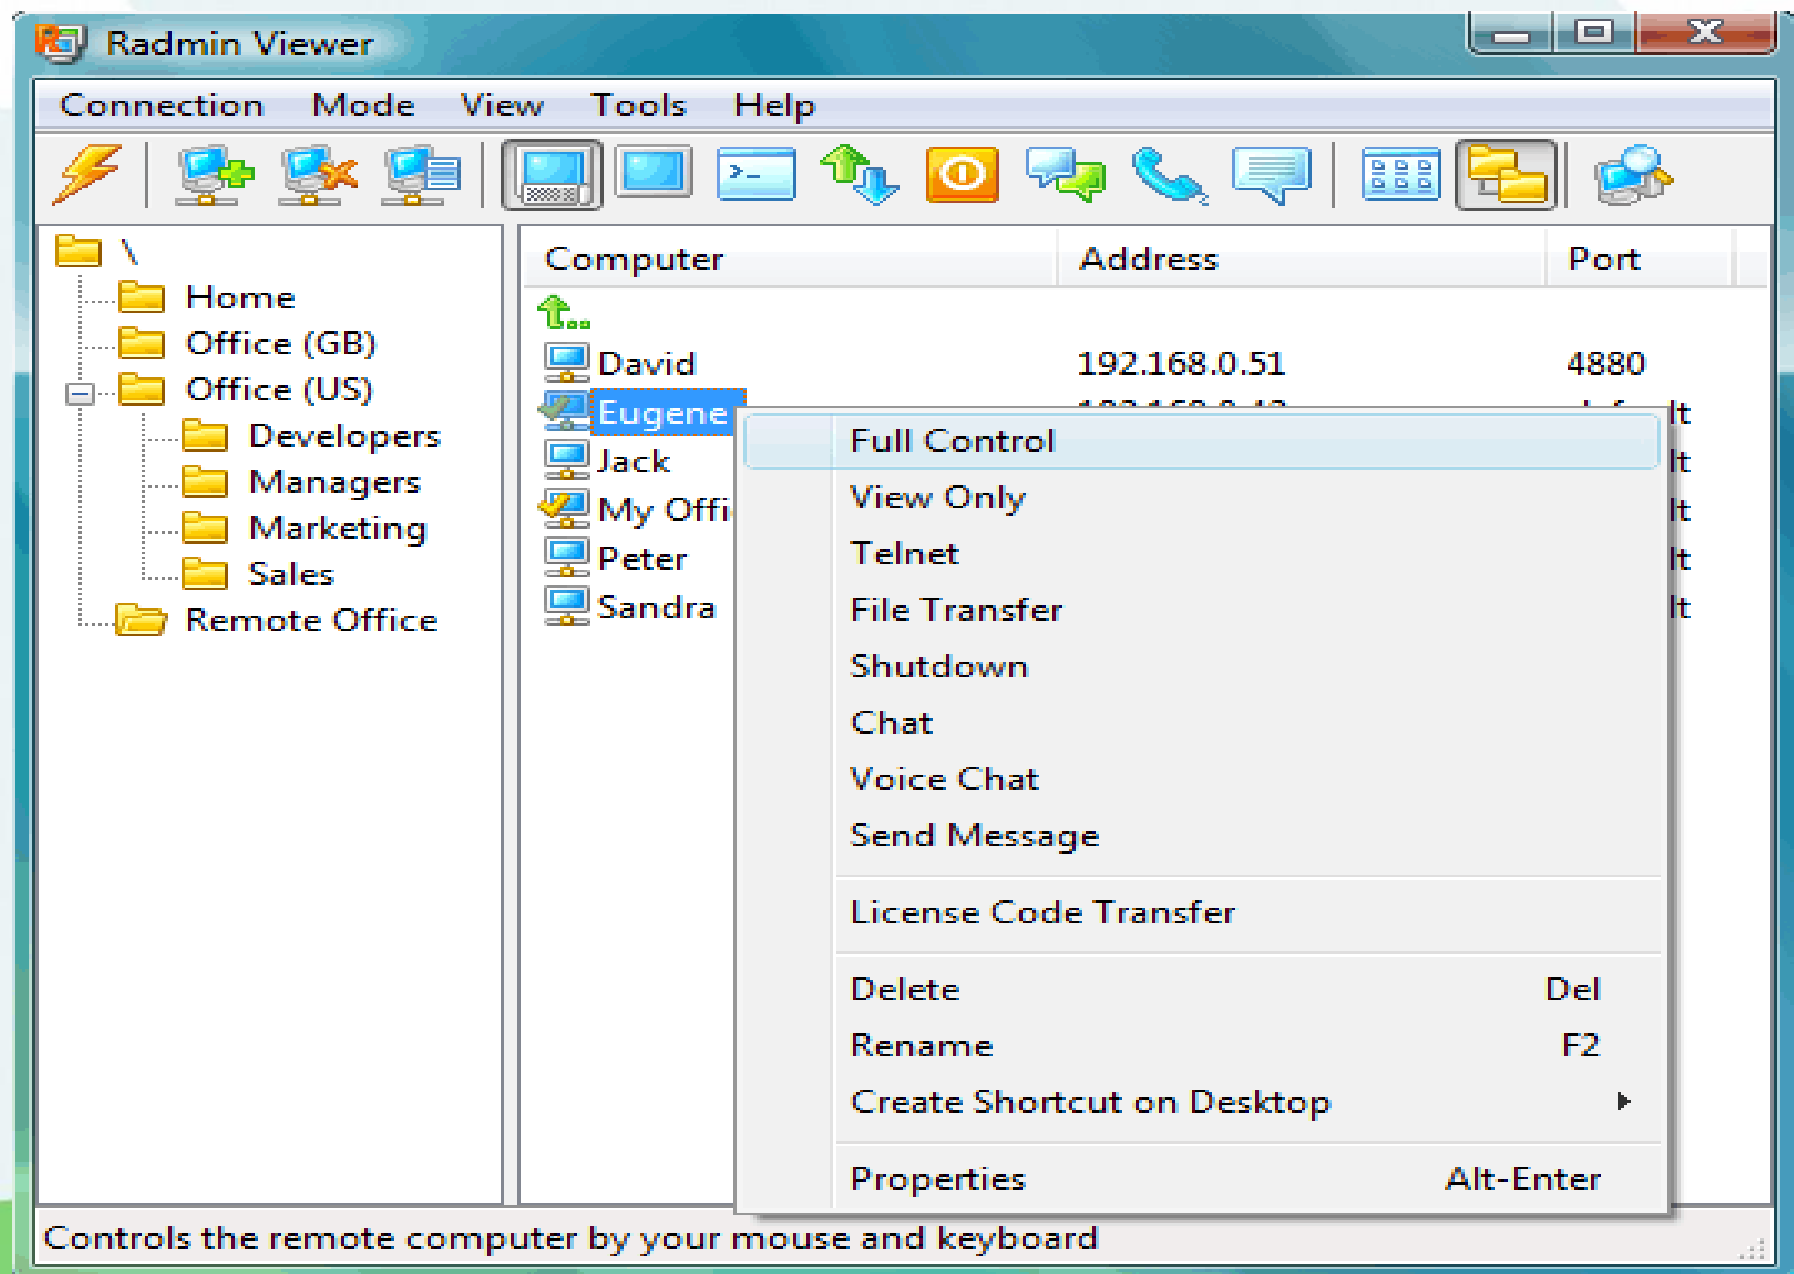 Radmin Viewer
Connection Mode View Tools Help
\
Home
Office (GB)
Office (US)
Developers
Managers
Marketing
Sales
Remote Office
Computer Address Port
David 192.168.0.51 4880
Eugene
Jack
My Offi
Peter
Sandra
Full Control
View Only
Telnet
File Transfer
Shutdown
Chat
Voice Chat
Send Message
License Code Transfer
Delete Del
Rename F2
Create Shortcut on Desktop
Properties Alt-Enter
Controls the remote computer by your mouse and keyboard